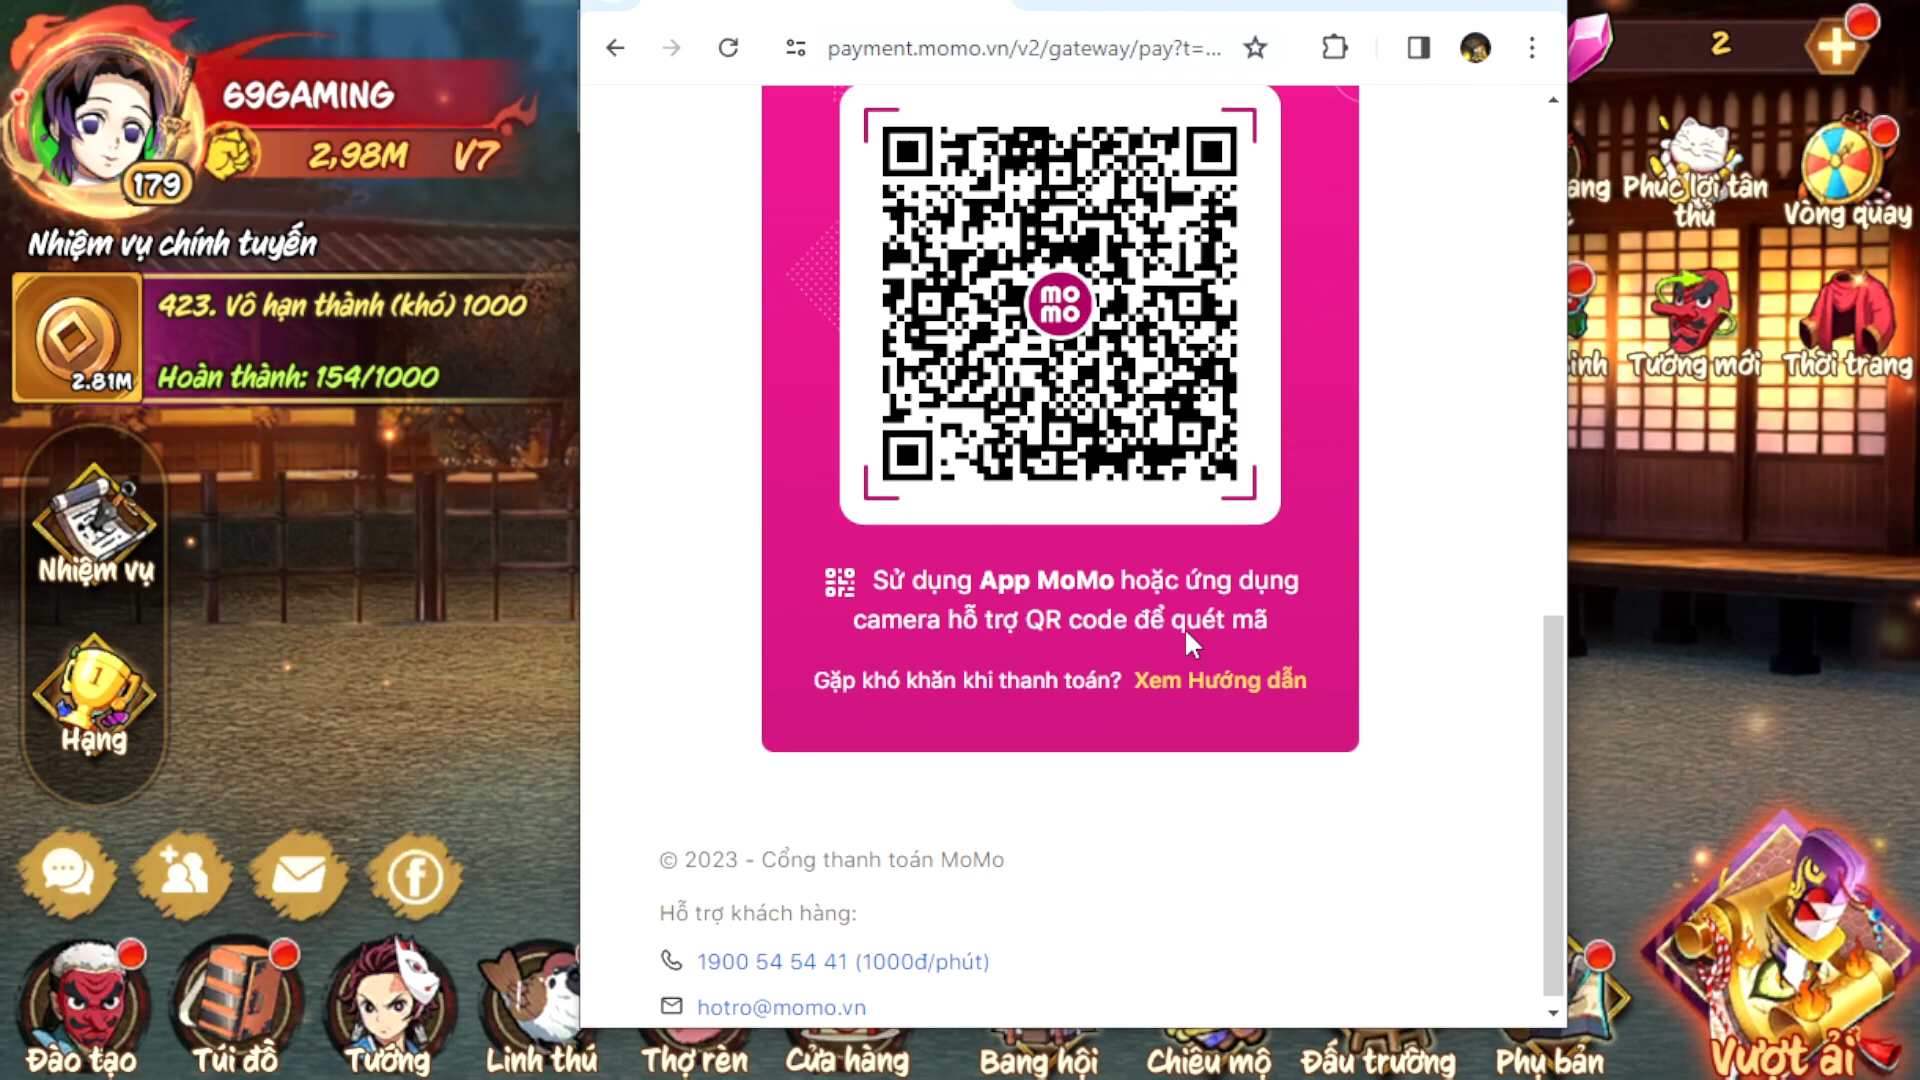 69GAMING
2,98M V7
179
Nhiệm vụ chính tuyến
423. Vô hạn thành (khó) 1000
Hoàn thành: 154/1000
2.81M
Nhiệm vụ
1
Hạng
payment.momo.vn/v2/gateway/pay?t=...
mo
mo
Sử dụng App MoMo hoặc ứng dụng
camera hỗ trợ QR code để quét mã
Gặp khó khăn khi thanh toán? Xem Hướng dẫn
© 2023 - Cổng thanh toán MoMo
Hỗ trợ khách hàng:
1900 54 54 41 (1000đ/phút)
hotro@momo.vn
2
ang
Phúc lợi tân
thủ
Vòng quay
inh
Tướng mới
Thời trang
Đào tạo
Túi đồ
Tướng
Linh thú
Thợ rèn
Cửa hàng
Bang hội
Chiêu mộ
Đấu trường
Phụ bản
Vượt ải